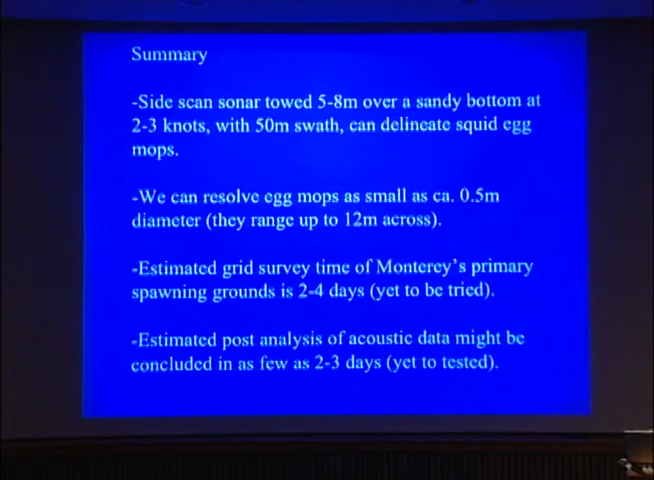 Summary
-Side scan sonar towed 5-8m over a sandy bottom at
2-3 knots, with 50m swath, can delineate squid egg
mops.
-We can resolve egg mops as small as ca. 0.5m
diameter (they range up to 12m across).
-Estimated grid survey time of Monterey's primary
spawning grounds is 2-4 days (yet to be tried).
-Estimated post analysis of acoustic data might be
concluded in as few as 2-3 days (yet to tested).